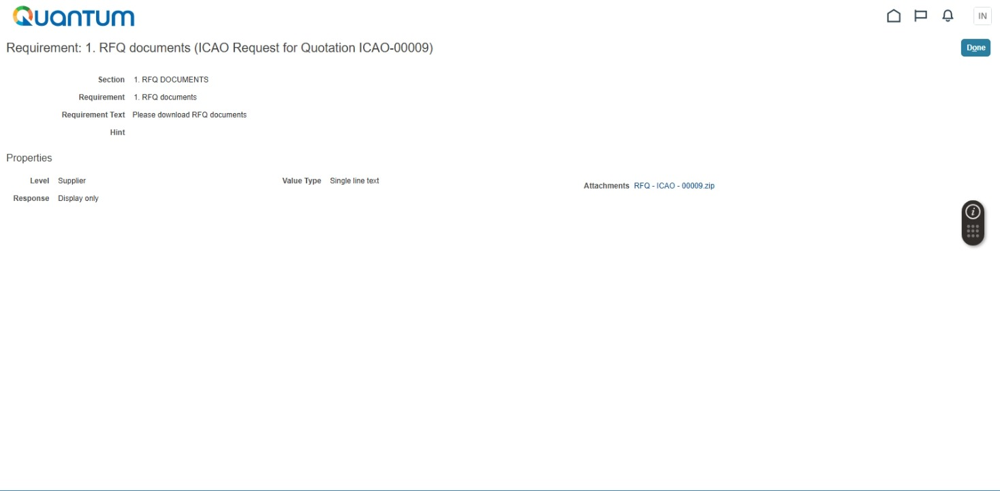 QUANTUM
IN
Requirement: 1. RFQ documents (ICAO Request for Quotation ICAO-00009)
Done
Section 1. RFQ DOCUMENTS
Requirement 1. RFQ documents
Requirement Text Please download RFQ documents
Hint
Properties
Level Supplier
Value Type Single line text
Attachments RFQ - ICAO - 00009.zip
Response Display only
i